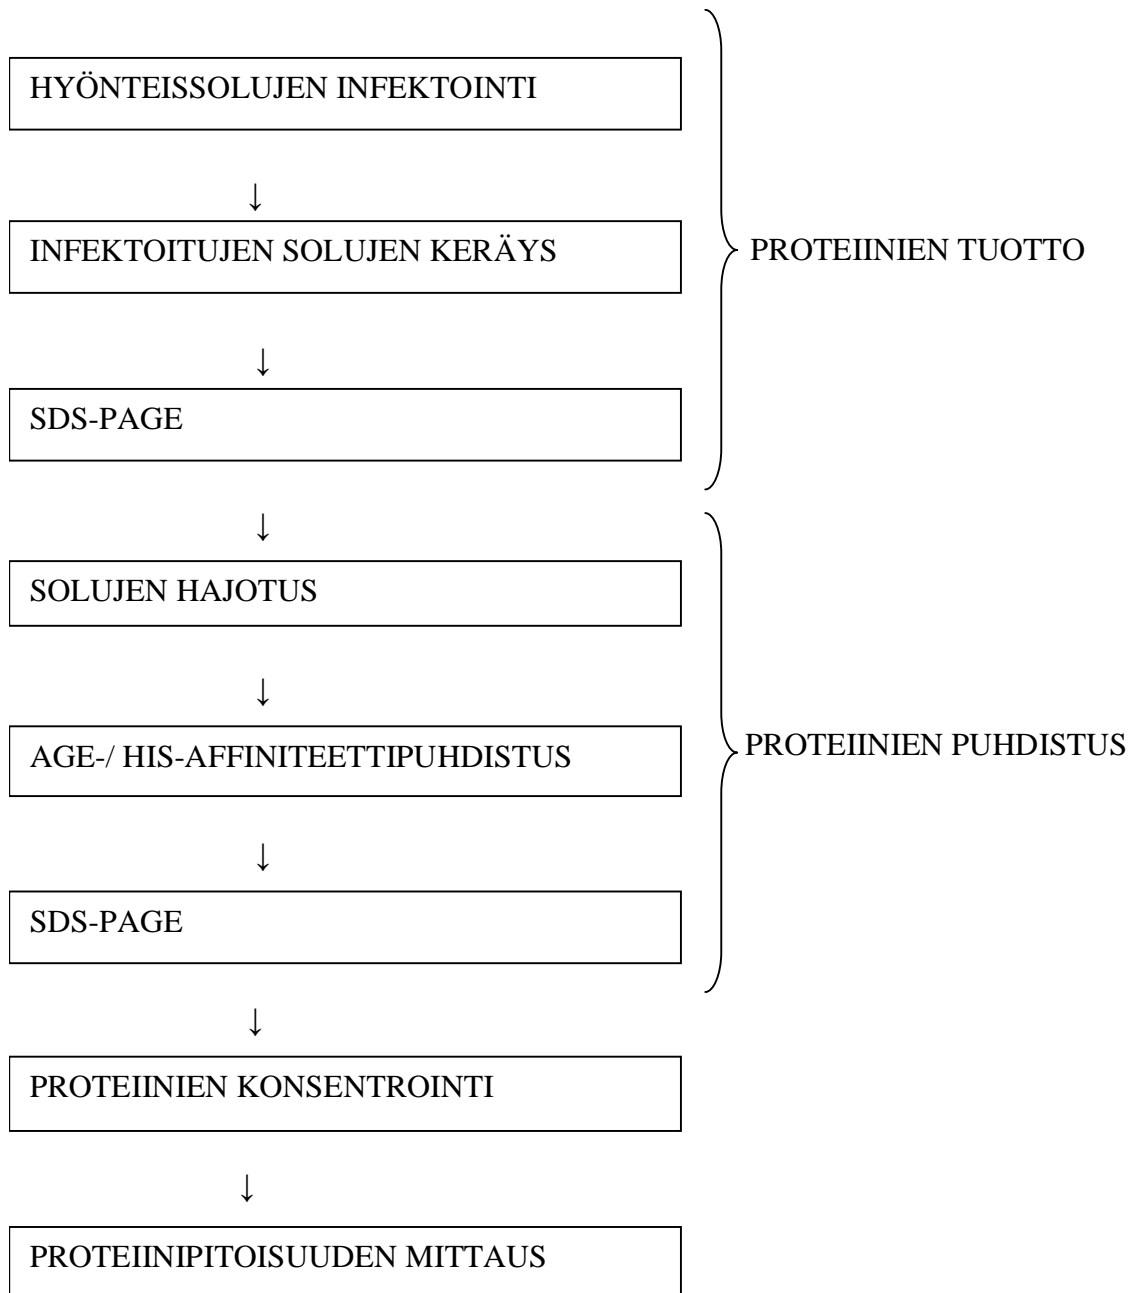 HYÖNTEISSOLUJEN INFEKTOINTI
↓
INFEKTOITUJEN SOLUJEN KERÄYS
PROTEIINIEN TUOTTO
↓
SDS-PAGE
↓
SOLUJEN HAJOTUS
↓
AGE-/ HIS-AFFINITEETTIPUHDISTUS
PROTEIINIEN PUHDISTUS
↓
SDS-PAGE
↓
PROTEIINIEN KONSENTROINTI
↓
PROTEIINIPITOISUUDEN MITTAUS